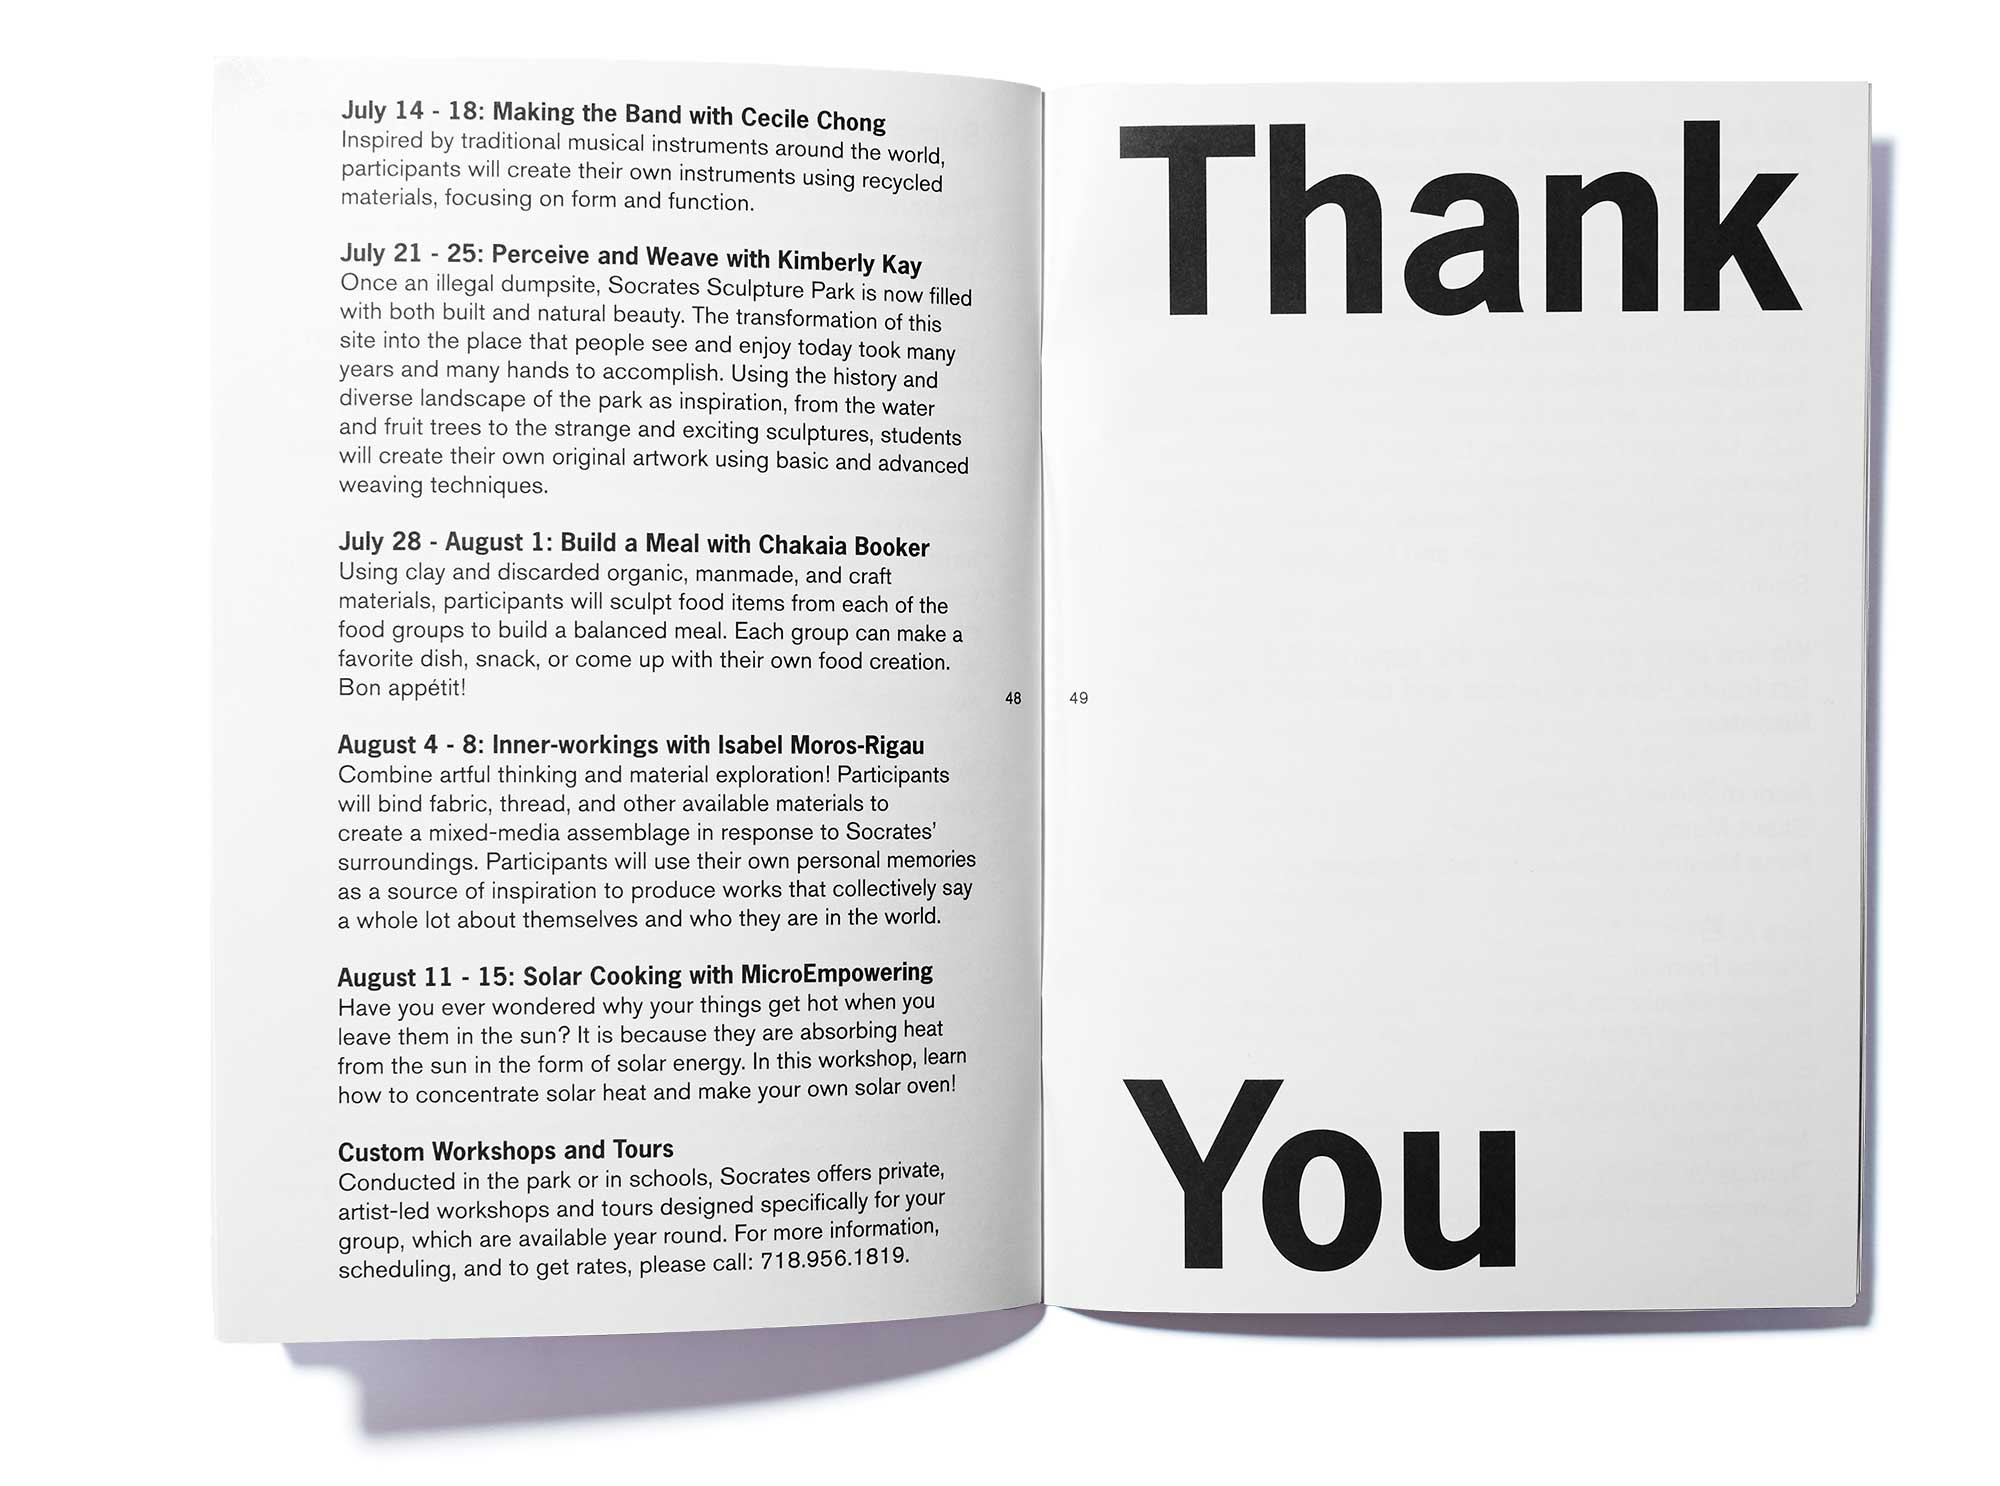 July 14 - 18: Making the Band with Cecile Chong
Inspired by traditional musical instruments around the world,
participants will create their own instruments using recycled
materials, focusing on form and function.
July 21 - 25: Perceive and Weave with Kimberly Kay
Once an illegal dumpsite, Socrates Sculpture Park is now filled
with both built and natural beauty. The transformation of this
site into the place that people see and enjoy today took many
years and many hands to accomplish. Using the history and
diverse landscape of the park as inspiration, from the water
and fruit trees to the strange and exciting sculptures, students
will create their own original artwork using basic and advanced
weaving techniques.
July 28 - August 1: Build a Meal with Chakaia Booker
Using clay and discarded organic, manmade, and craft
materials, participants will sculpt food items from each of the
food groups to build a balanced meal. Each group can make a
favorite dish, snack, or come up with their own food creation.
Bon appétit!
August 4 - 8: Inner-workings with Isabel Moros-Rigau
Combine artful thinking and material exploration! Participants
will bind fabric, thread, and other available materials to
create a mixed-media assemblage in response to Socrates'
surroundings. Participants will use their own personal memories
as a source of inspiration to produce works that collectively say
a whole lot about themselves and who they are in the world.
August 11 - 15: Solar Cooking with MicroEmpowering
Have you ever wondered why your things get hot when you
leave them in the sun? It is because they are absorbing heat
from the sun in the form of solar energy. In this workshop, learn
how to concentrate solar heat and make your own solar oven!
Custom Workshops and Tours
Conducted in the park or in schools, Socrates offers private,
artist-led workshops and tours designed specifically for your
group, which are available year round. For more information,
scheduling, and to get rates, please call: 718.956.1819.
48
49
Thank
You